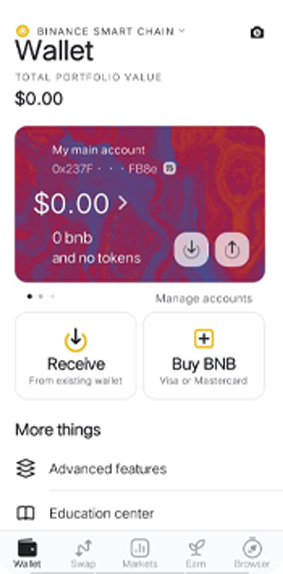 BINANCE SMART CHAIN
Wallet
TOTAL PORTFOLIO VALUE
$0.00
My main account
0x237F · · · FB8e
$0.00 >
0 bnb
and no tokens
Manage accounts
Receive
From existing wallet
Buy BNB
Visa or Mastercard
More things
Advanced features
Education center
Wallet
Swap
Markets
Earn
Browser